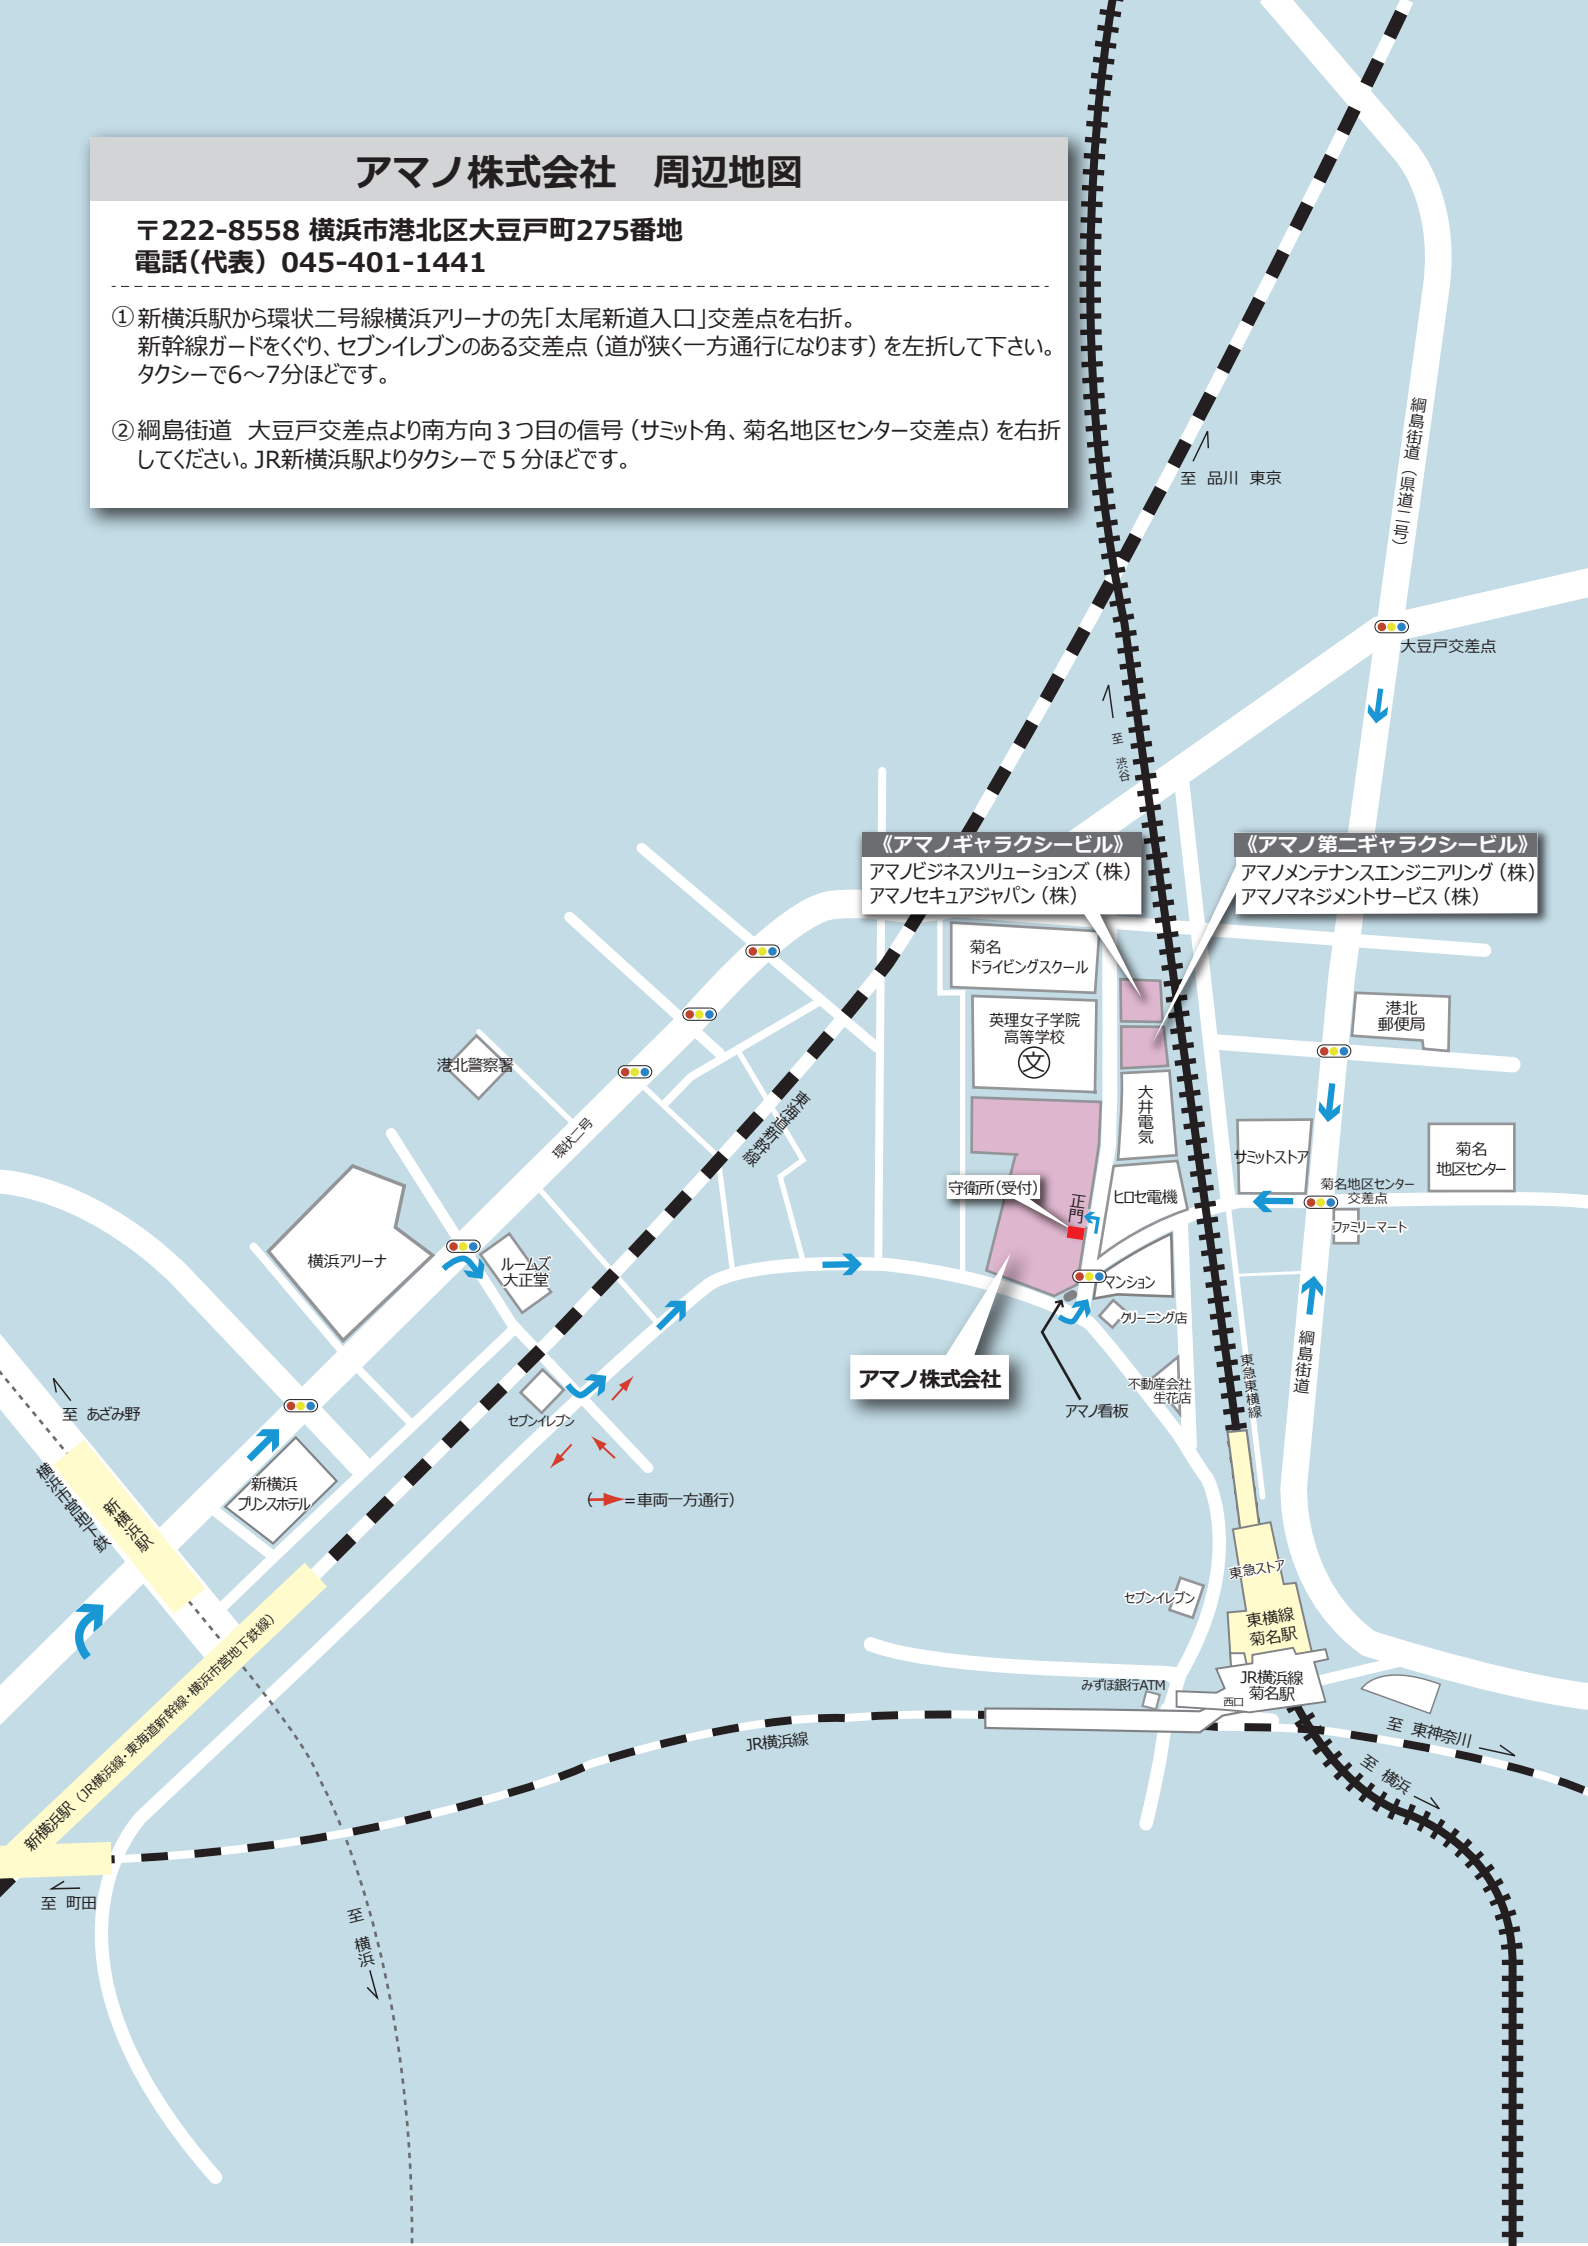 アマノ株式会社　周辺地図
〒222-8558 横浜市港北区大豆戸町275番地
電話（代表） 045-401-1441
①新横浜駅から環状二号線横浜アリーナの先「太尾新道入口」交差点を右折。
新幹線ガードをくぐり、セブンイレブンのある交差点（道が狭く一方通行になります）を左折して下さい。
タクシーで6～7分ほどです。
②綱島街道　大豆戸交差点より南方向３つ目の信号（サミット角、菊名地区センター交差点）を右折
してください。JR新横浜駅よりタクシーで５分ほどです。
綱島街道（県道二号）
至　品川　東京
大豆戸交差点
至　渋谷
《アマノギャラクシービル》
アマノビジネスソリューションズ（株）
アマノセキュアジャパン（株）
《アマノ第二ギャラクシービル》
アマノメンテナンスエンジニアリング（株）
アマノマネジメントサービス（株）
菊名
ドライビングスクール
英理女子学院
高等学校
文
港北
郵便局
港北警察署
環状二号
東海道新幹線
大井電気
サミットストア
菊名
地区センター
守衛所（受付）
正門
ヒロセ電機
菊名地区センター
交差点
ファミリーマート
横浜アリーナ
ルームズ
大正堂
マンション
クリーニング店
綱島街道
アマノ株式会社
アマノ看板
不動産会社
生花店
東急東横線
至　あざみ野
セブンイレブン
横浜市営地下鉄
新横浜駅
新横浜
プリンスホテル
（ =車両一方通行）
東急ストア
セブンイレブン
東横線
菊名駅
新横浜駅（JR横浜線・東海道新幹線・横浜市営地下鉄線）
みずほ銀行ATM
JR横浜線
菊名駅
西口
JR横浜線
至　東神奈川
至　横浜
至　町田
至　横浜